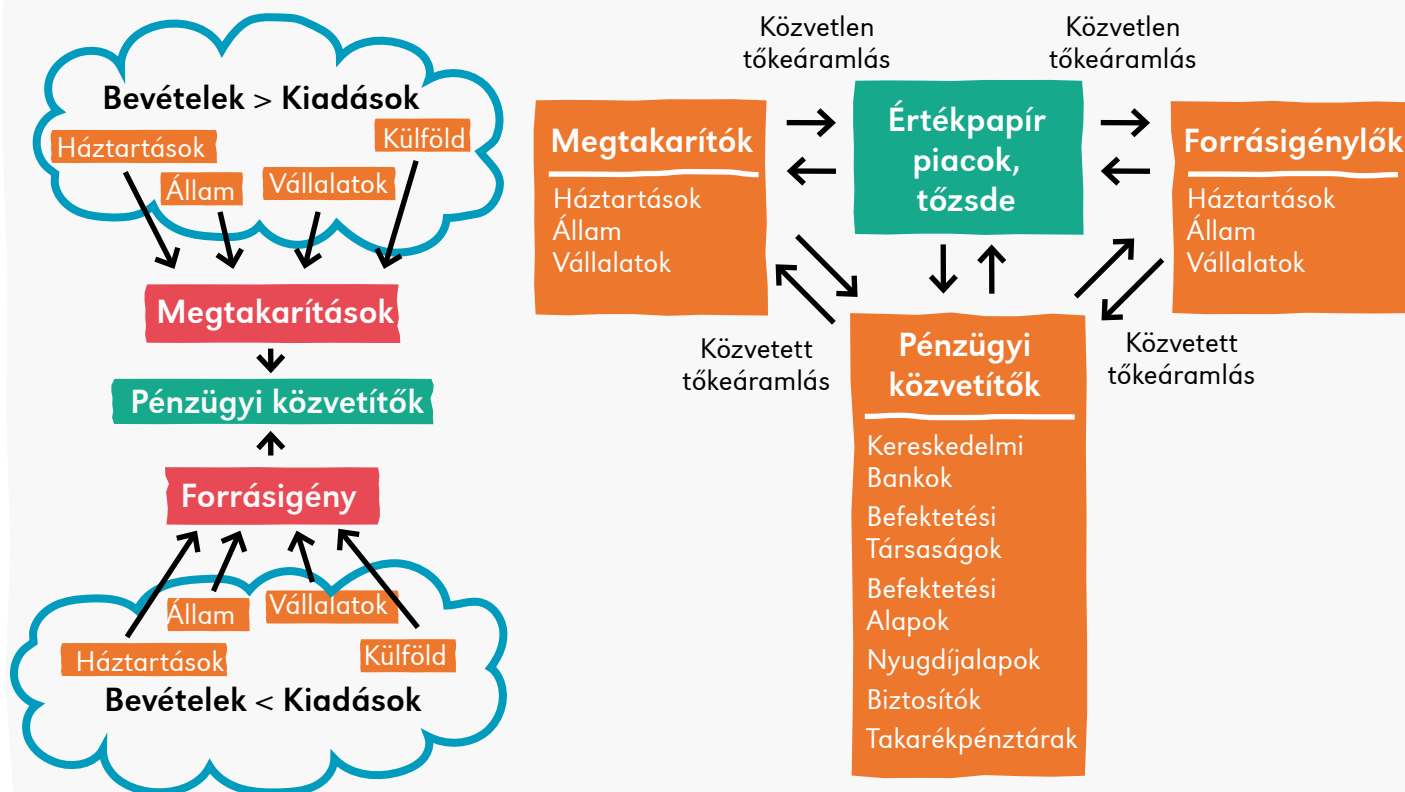 Bevételek > Kiadások
Háztartások
Állam
Vállalatok
Külföld
Megtakarítások
Pénzügyi közvetítők
Forrásigény
Állam
Vállalatok
Háztartások
Külföld
Bevételek < Kiadások
Közvetlen
tőkeáramlás
Közvetlen
tőkeáramlás
Megtakarítók
Háztartások
Állam
Vállalatok
Értékpapír
piacok,
tőzsde
Forrásigénylők
Háztartások
Állam
Vállalatok
Közvetett
tőkeáramlás
Közvetett
tőkeáramlás
Pénzügyi
közvetítők
Kereskedelmi
Bankok
Befektetési
Társaságok
Befektetési
Alapok
Nyugdíjalapok
Biztosítók
Takarékpénztárak